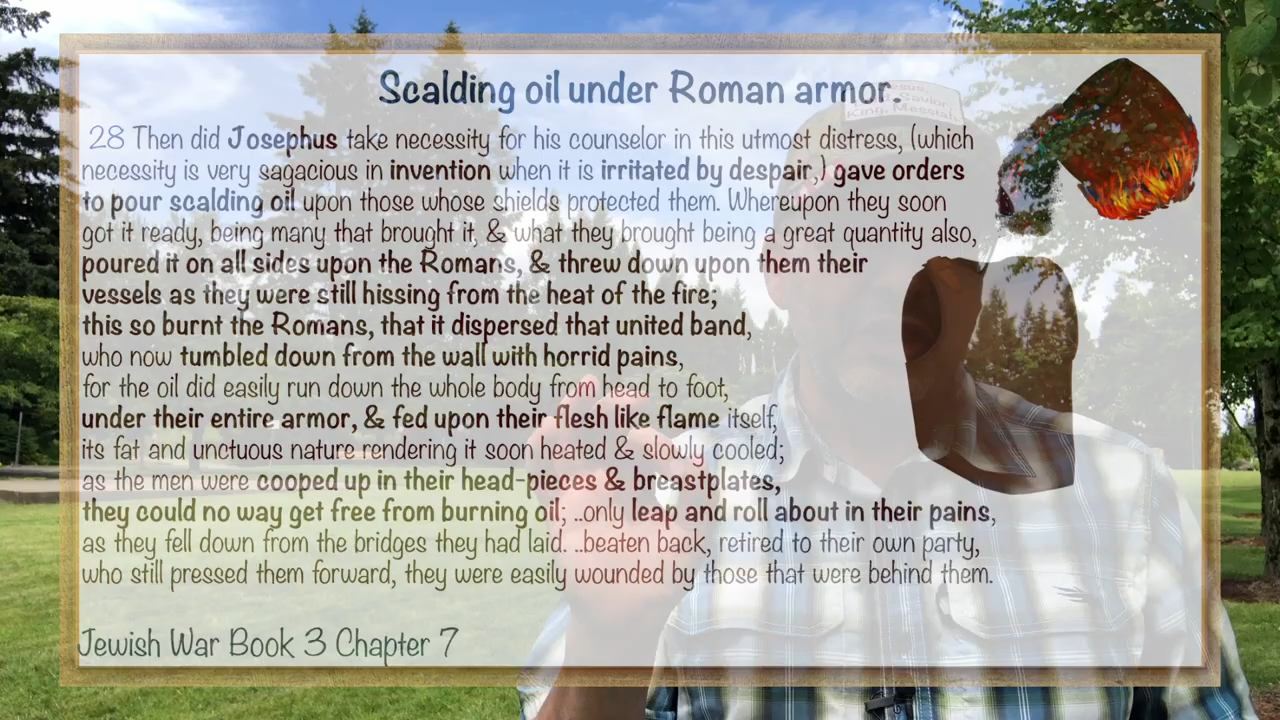 Scalding oil under Roman armor.
Jesus,
Savior,
King, Messiah
28 Then did Josephus take necessity for his counselor in this utmost distress, (which
necessity is very sagacious in invention when it is irritated by despair,) gave orders
to pour scalding oil upon those whose shields protected them. Whereupon they soon
got it ready, being many that brought it, & what they brought being a great quantity also,
poured it on all sides upon the Romans, & threw down upon them their
vessels as they were still hissing from the heat of the fire;
this so burnt the Romans, that it dispersed that united band,
who now tumbled down from the wall with horrid pains,
for the oil did easily run down the whole body from head to foot,
under their entire armor, & fed upon their flesh like flame itself,
its fat and unctuous nature rendering it soon heated & slowly cooled;
as the men were cooped up in their head-pieces & breastplates,
they could no way get free from burning oil; ..only leap and roll about in their pains,
as they fell down from the bridges they had laid. ..beaten back, retired to their own party,
who still pressed them forward, they were easily wounded by those that were behind them.
Jewish War Book 3 Chapter 7